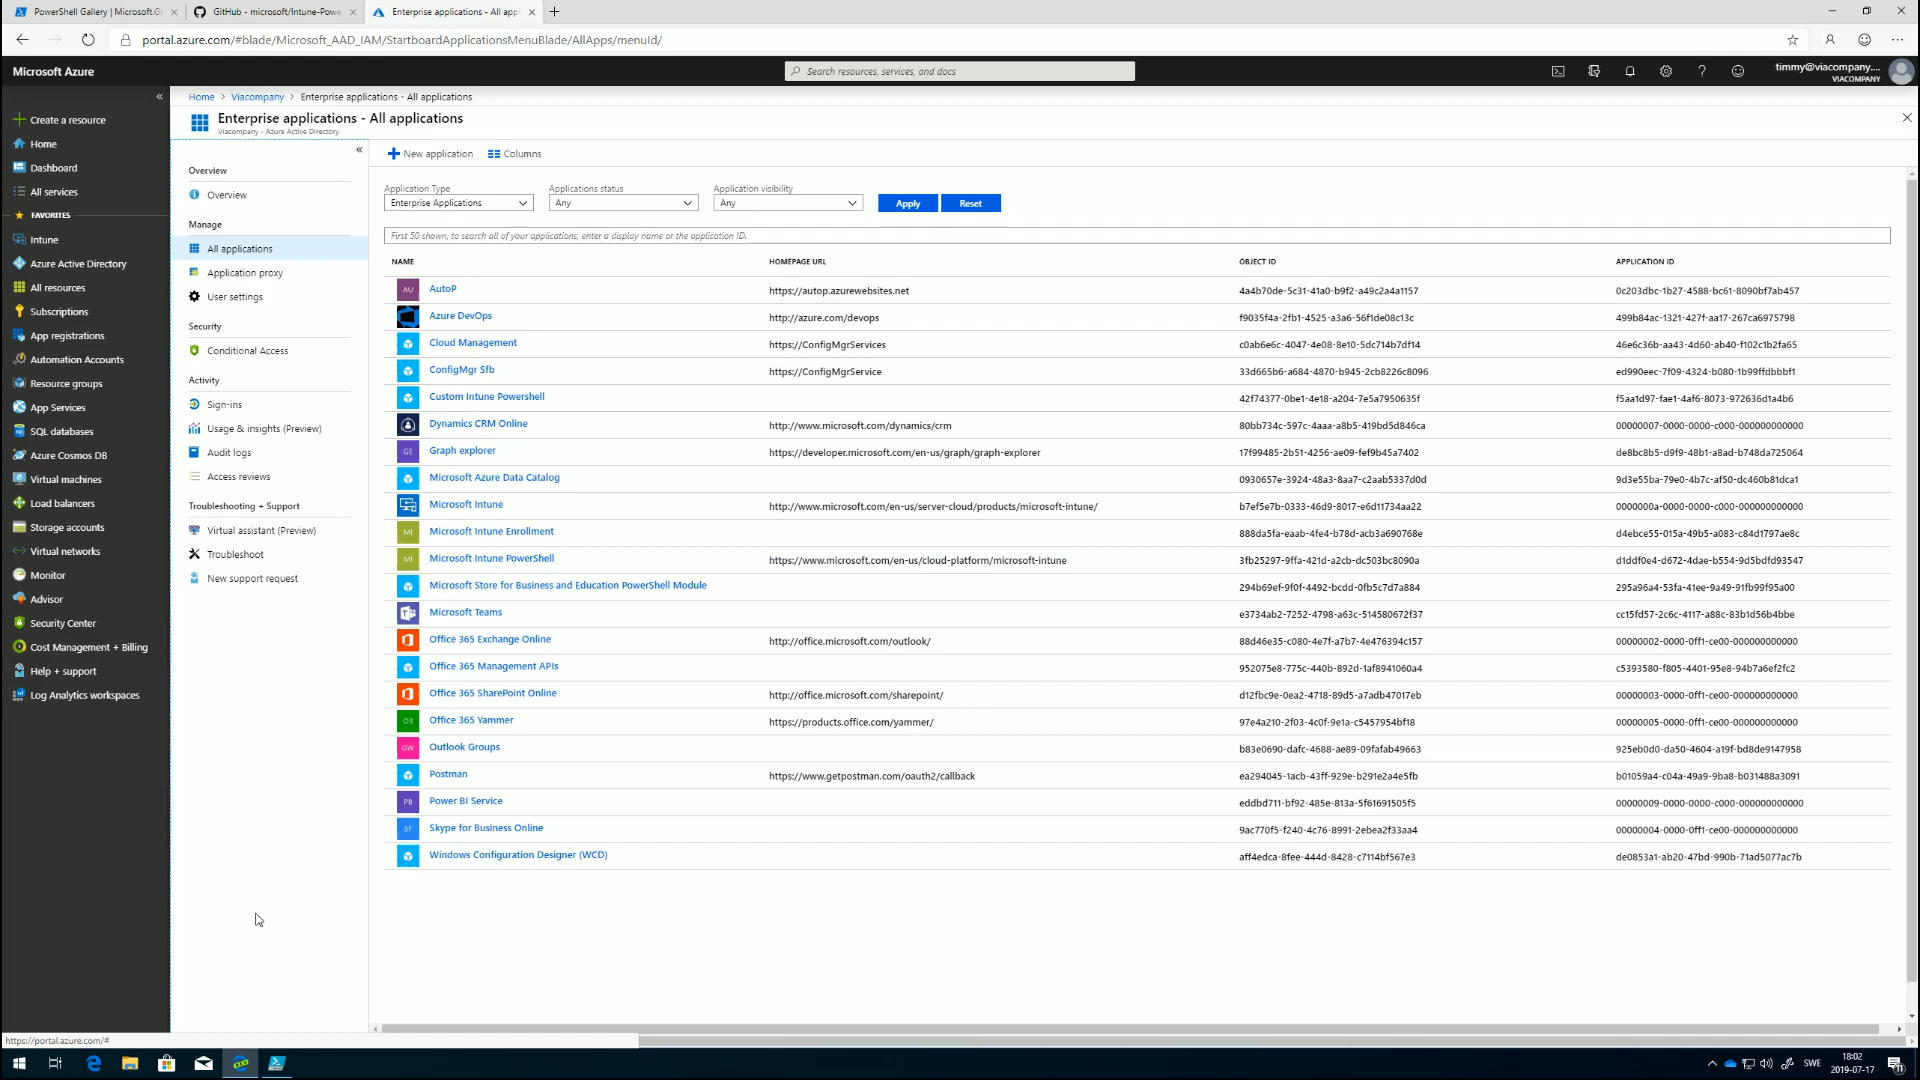 PowerShell Gallery | Microsoft.Gr
GitHub - microsoft/Intune-Powe
Enterprise applications - All appl
portal.azure.com/#blade/Microsoft_AAD_IAM/StartboardApplicationsMenuBlade/AllApps/menuId/
Microsoft Azure
Search resources, services, and docs
timmy@viacompany....
VIACOMPANY
Create a resource
Home
Dashboard
All services
FAVORITES
Intune
Azure Active Directory
All resources
Subscriptions
App registrations
Automation Accounts
Resource groups
App Services
SQL databases
Azure Cosmos DB
Virtual machines
Load balancers
Storage accounts
Virtual networks
Monitor
Advisor
Security Center
Cost Management + Billing
Help + support
Log Analytics workspaces
Home > Viacompany > Enterprise applications - All applications
Enterprise applications - All applications
Viacompany - Azure Active Directory
Overview
Overview
Manage
All applications
Application proxy
User settings
Security
Conditional Access
Activity
Sign-ins
Usage & insights (Preview)
Audit logs
Access reviews
Troubleshooting + Support
Virtual assistant (Preview)
Troubleshoot
New support request
New application Columns
Application Type Applications status Application visibility
Enterprise Applications Any Any Apply Reset
First 50 shown, to search all of your applications, enter a display name or the application ID.
NAME HOMEPAGE URL OBJECT ID APPLICATION ID
AU AutoP https://autop.azurewebsites.net 4a4b70de-5c31-41a0-b9f2-a49c2a4a1157 0c203dbc-1b27-4588-bc61-8090bf7ab457
Azure DevOps http://azure.com/devops f9035f4a-2fb1-4525-a3a6-56f1de08c13c 499b84ac-1321-427f-aa17-267ca6975798
Cloud Management https://ConfigMgrServices c0ab6e6c-4047-4e08-8e10-5dc714b7df14 46e6c36b-aa43-4d60-ab40-f102c1b2fa65
ConfigMgr Sfb https://ConfigMgrService 33d665b6-a684-4870-b945-2cb8226c8096 ed990eec-7f09-4324-b080-1b99ffdbbbf1
Custom Intune Powershell 42f74377-0be1-4e18-a204-7e5a7950635f f5aa1d97-fae1-4af6-8073-972636d1a4b6
Dynamics CRM Online http://www.microsoft.com/dynamics/crm 80bb734c-597c-4aaa-a8b5-419bd5d846ca 00000007-0000-0000-c000-000000000000
GE Graph explorer https://developer.microsoft.com/en-us/graph/graph-explorer 17f99485-2b51-4256-ae09-fef9b45a7402 de8bc8b5-d9f9-48b1-a8ad-b748da725064
Microsoft Azure Data Catalog 0930657e-3924-48a3-8aa7-c2aab5337d0d 9d3e55ba-79e0-4b7c-af50-dc460b81dca1
Microsoft Intune http://www.microsoft.com/en-us/server-cloud/products/microsoft-intune/ b7ef5e7b-0333-46d9-8017-e6d11734aa22 0000000a-0000-0000-c000-000000000000
MI Microsoft Intune Enrollment 888da5fa-eaab-4fe4-b78d-acb3a690768e d4ebce55-015a-49b5-a083-c84d1797ae8c
MI Microsoft Intune PowerShell https://www.microsoft.com/en-us/cloud-platform/microsoft-intune 3fb25297-9ffa-421d-a2cb-dc503bc8090a d1ddf0e4-d672-4dae-b554-9d5bdfd93547
Microsoft Store for Business and Education PowerShell Module 294b69ef-9f0f-4492-bcdd-0fb5c7d7a884 295a96a4-53fa-41ee-9a49-91fb99f95a00
Microsoft Teams e3734ab2-7252-4798-a63c-514580672f37 cc15fd57-2c6c-4117-a88c-83b1d56b4bbe
Office 365 Exchange Online http://office.microsoft.com/outlook/ 88d46e35-c080-4e7f-a7b7-4e476394c157 00000002-0000-0ff1-ce00-000000000000
Office 365 Management APIs 952075e8-775c-440b-892d-1af8941060a4 c5393580-f805-4401-95e8-94b7a6ef2fc2
Office 365 SharePoint Online http://office.microsoft.com/sharepoint/ d12fbc9e-0ea2-4718-89d5-a7adb47017eb 00000003-0000-0ff1-ce00-000000000000
O3 Office 365 Yammer https://products.office.com/yammer/ 97e4a210-2f03-4c0f-9e1a-c5457954bf18 00000005-0000-0ff1-ce00-000000000000
GW Outlook Groups b83e0690-dafc-4688-ae89-09fafab49663 925eb0d0-da50-4604-a19f-bd8de9147958
Postman https://www.getpostman.com/oauth2/callback ea294045-1acb-43ff-929e-b291e2a4e5fb b01059a4-c04a-49a9-9ba8-b031488a3091
PB Power BI Service eddbd711-bf92-485e-813a-5f61691505f5 00000009-0000-0000-c000-000000000000
SF Skype for Business Online 9ac770f5-f240-4c76-8991-2ebea2f33aa4 00000004-0000-0ff1-ce00-000000000000
Windows Configuration Designer (WCD) aff4edca-8fee-444d-8428-c7114bf567e3 de0853a1-ab20-47bd-990b-71ad5077ac7b
https://portal.azure.com/#
SWE
18:02
2019-07-17